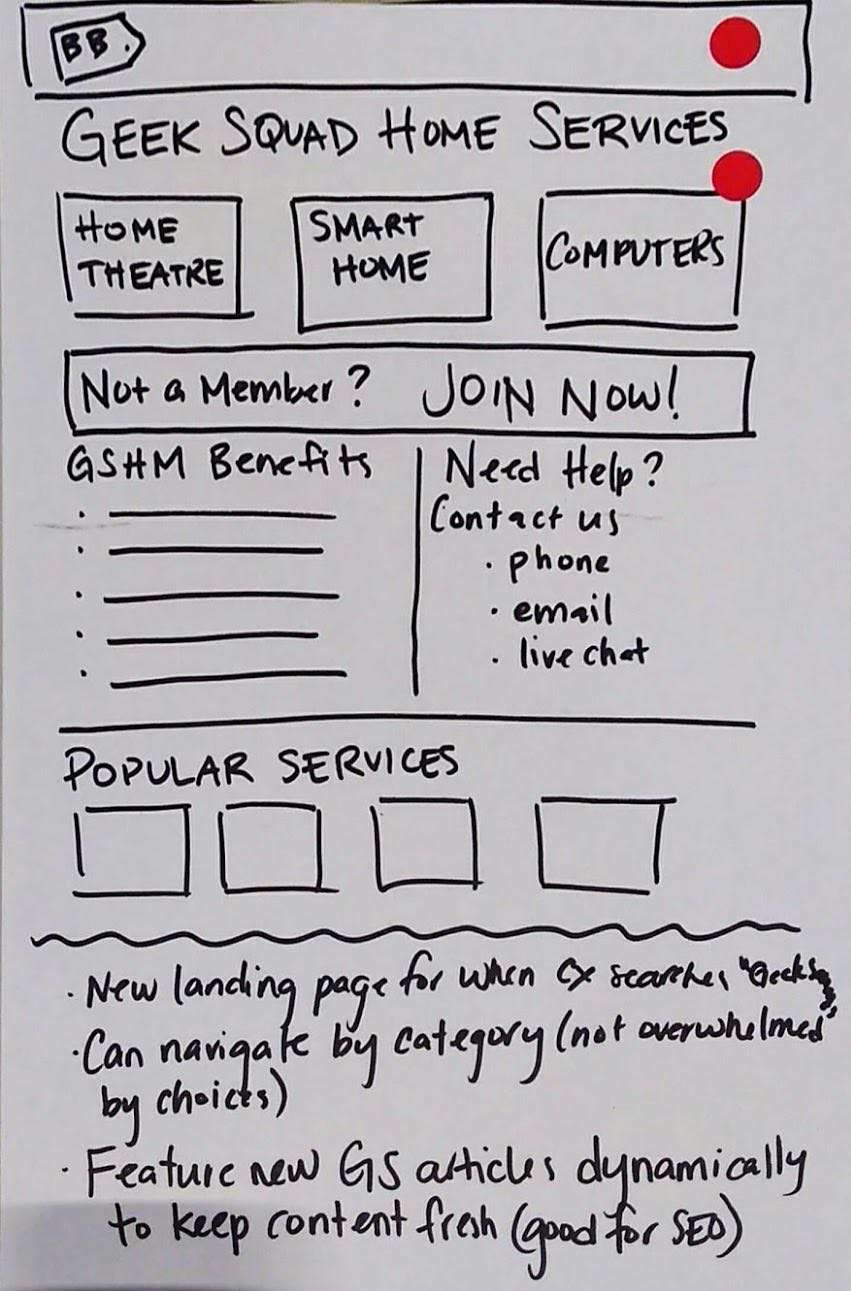 BB.
GEEK SQUAD HOME SERVICES
HOME
THEATRE
SMART
HOME
COMPUTERS
Not a Member? JOIN NOW!
GSHM Benefits
Need Help?
Contact us
· phone
· email
· live chat
POPULAR SERVICES
· New landing page for when cx searches
· Can navigate by category (not overwhelmed
by choices)
· Feature new GS articles dynamically
to keep content fresh (good for SEO)